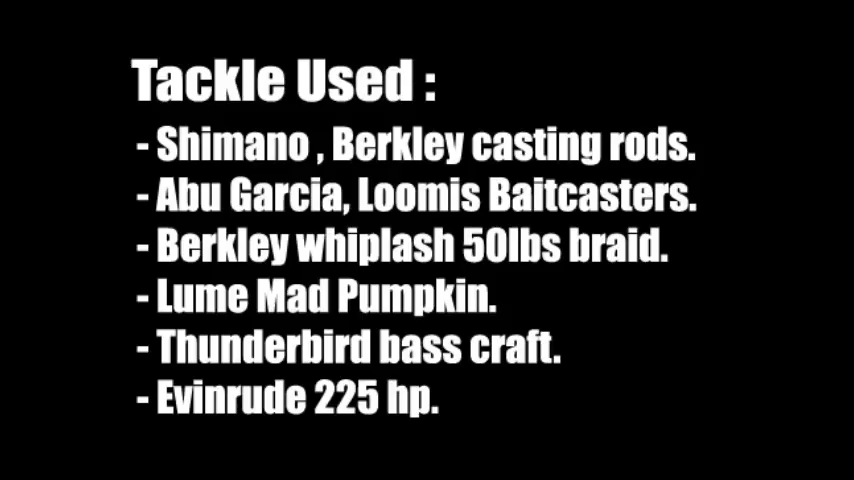 Tackle Used :
- Shimano , Berkley casting rods.
- Abu Garcia, Loomis Baitcasters.
- Berkley whiplash 50lbs braid.
- Lume Mad Pumpkin.
- Thunderbird bass craft.
- Evinrude 225 hp.